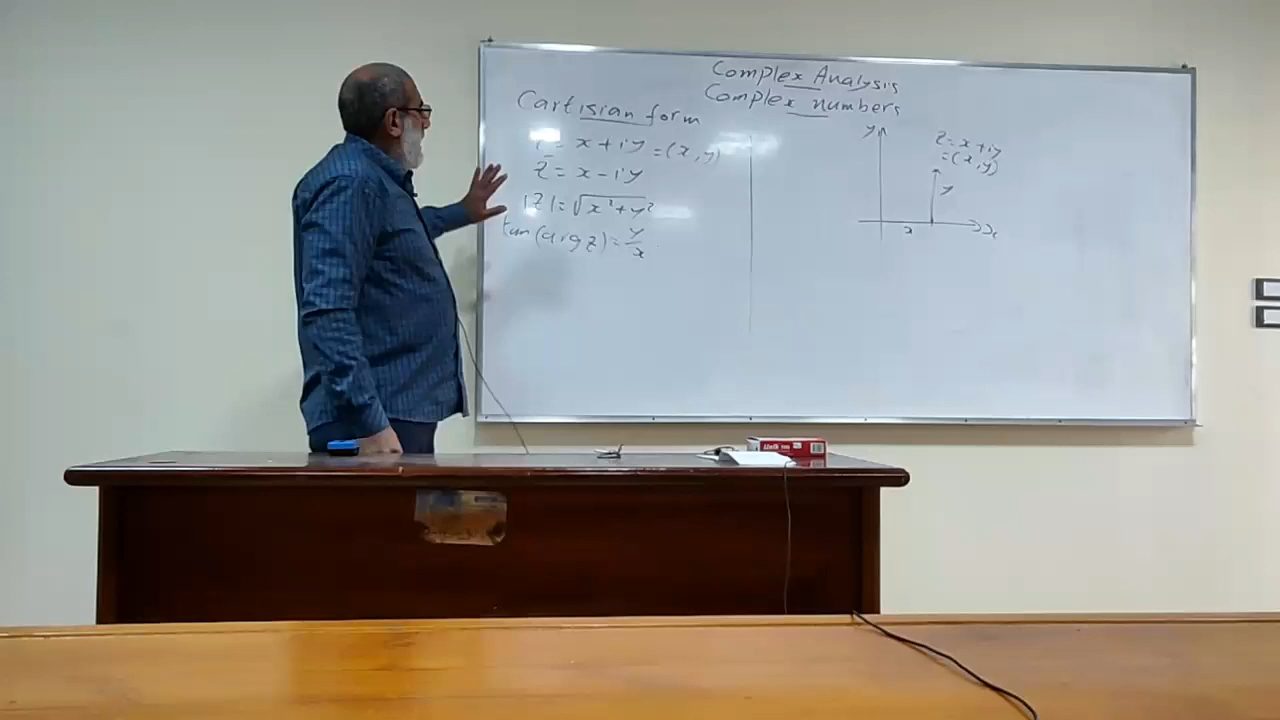 Complex Analysis
Complex numbers
Cartisian form
z = x + iy = (x, y)
z̄ = x - iy
|z| = √x² + y²
tan(arg z) = y/x
y
z = x + iy
= (x, y)
y
x
x